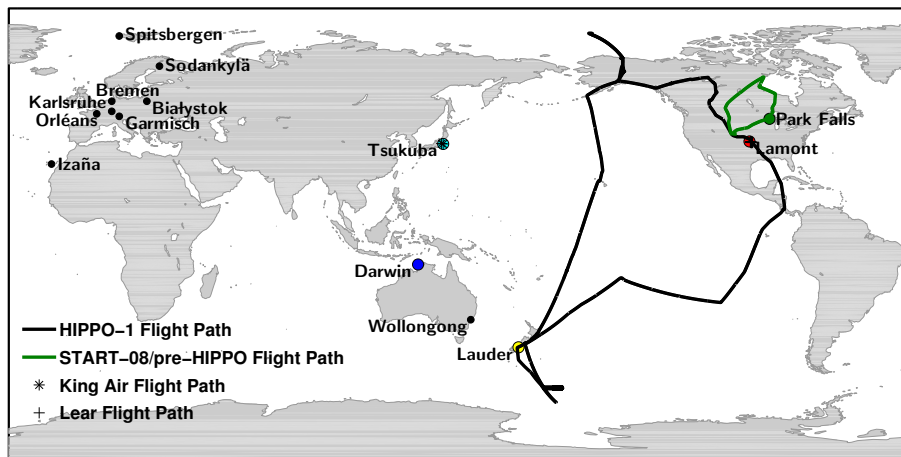 Spitsbergen
Sodankylä
Bremen
Karlsruhe
Białystok
Orléans
Garmisch
Park Falls
Tsukuba
Lamont
Izaña
Darwin
Wollongong
Lauder
HIPPO−1 Flight Path
START−08/pre−HIPPO Flight Path
King Air Flight Path
Lear Flight Path